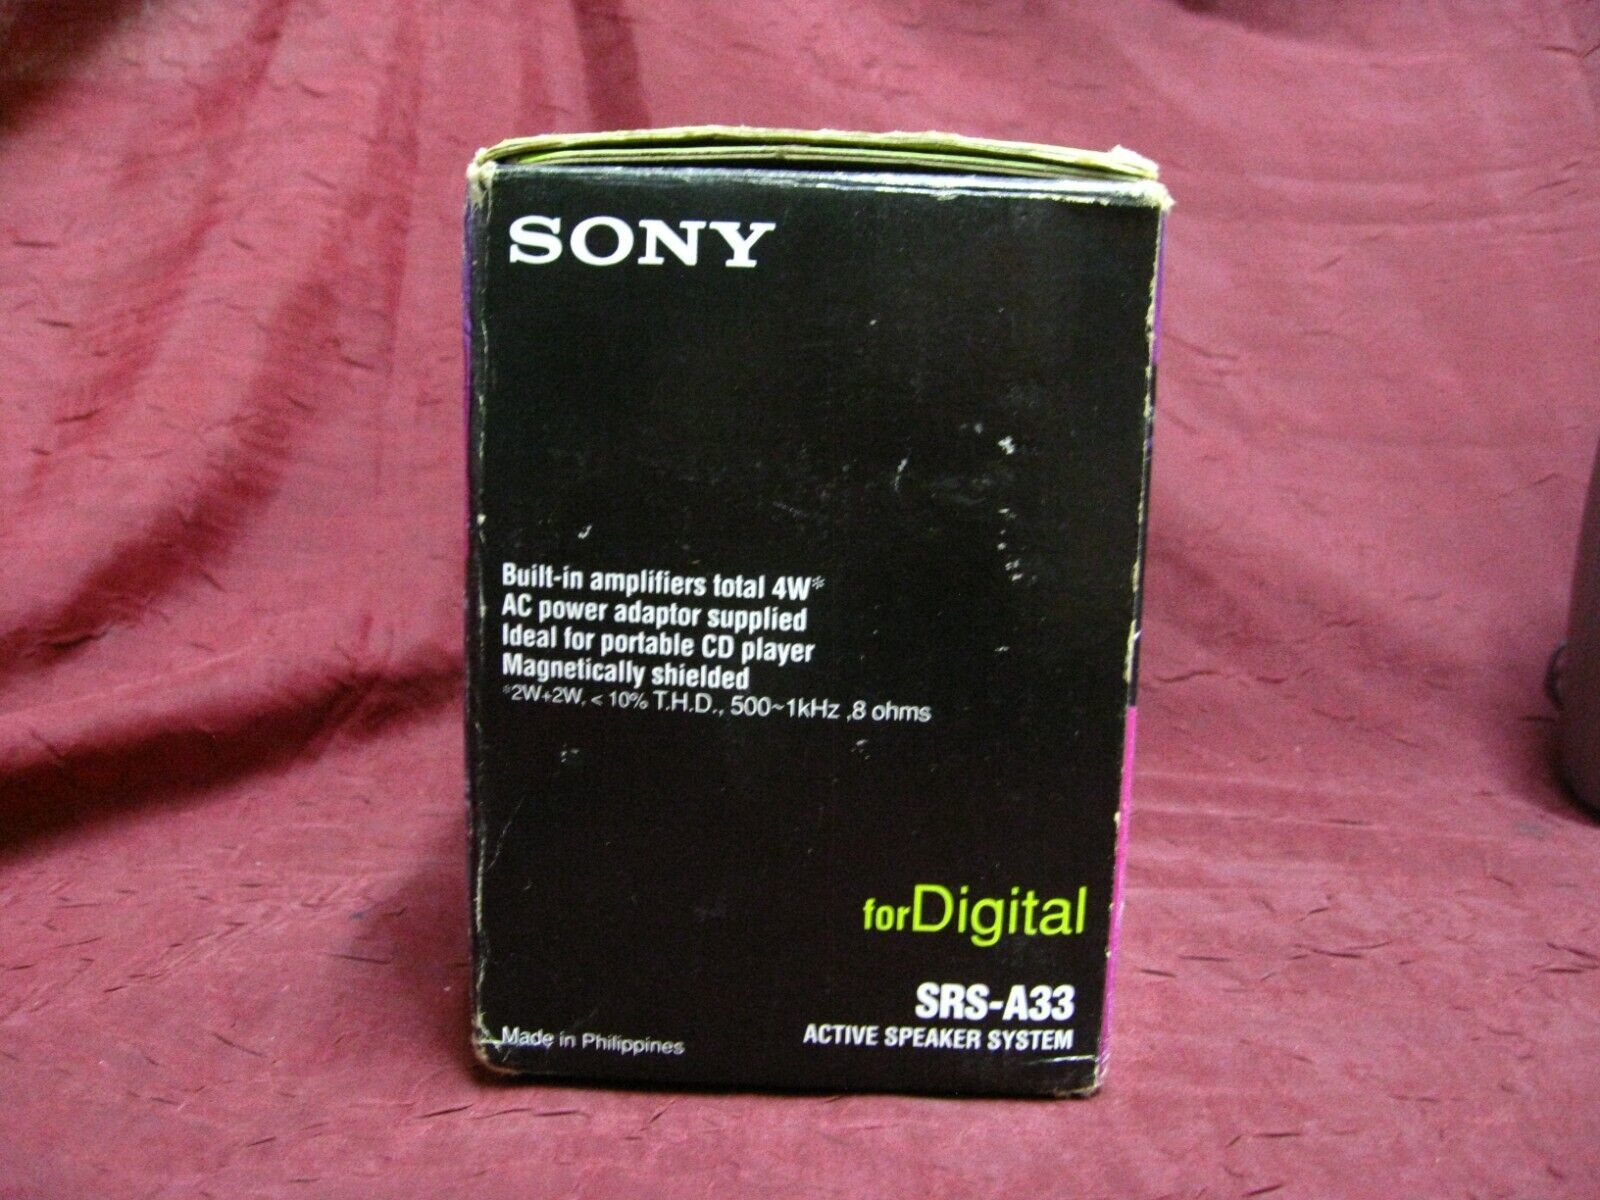 SONY
Built-in amplifiers total 4W*
AC power adaptor supplied
Ideal for portable CD player
Magnetically shielded
*2W+2W, < 10% T.H.D., 500~1kHz ,8 ohms
forDigital
SRS-A33
ACTIVE SPEAKER SYSTEM
Made in Philippines